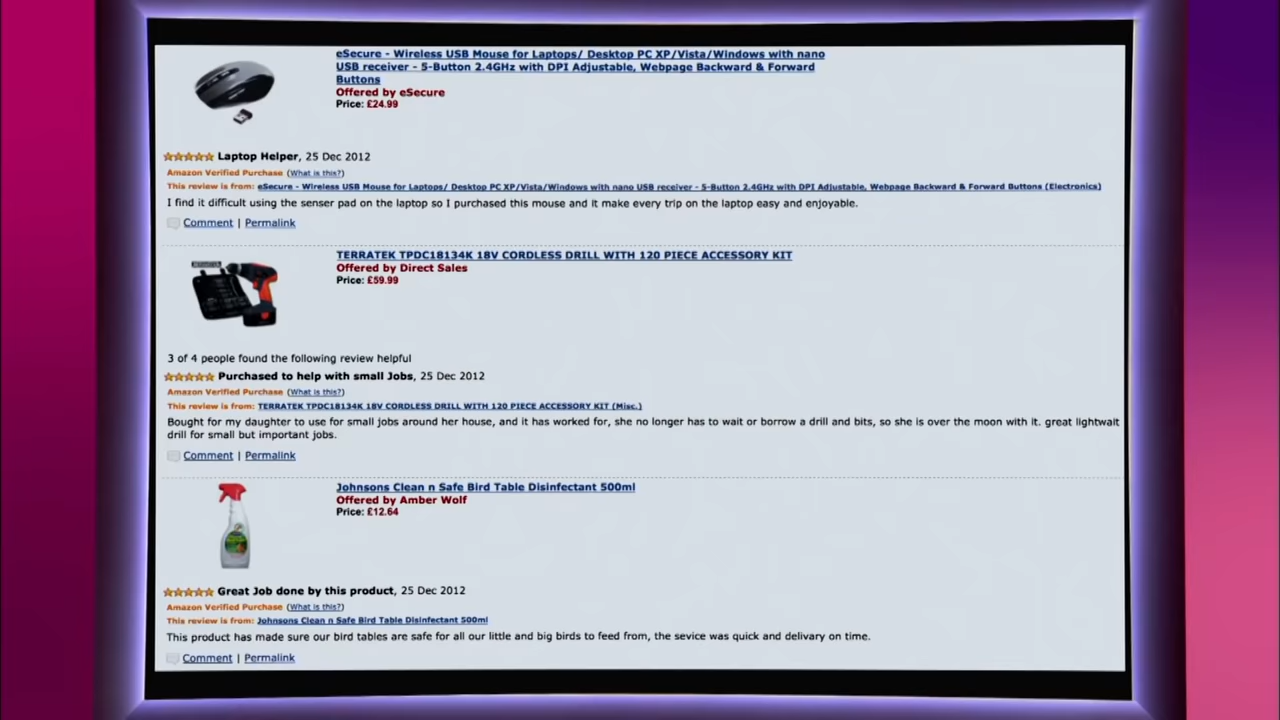 eSecure - Wireless USB Mouse for Laptops/ Desktop PC XP/Vista/Windows with nano
USB receiver - 5-Button 2.4GHz with DPI Adjustable, Webpage Backward & Forward
Buttons
Offered by eSecure
Price: £24.99
Laptop Helper, 25 Dec 2012
Amazon Verified Purchase (What is this?)
This review is from: eSecure - Wireless USB Mouse for Laptops/ Desktop PC XP/Vista/Windows with nano USB receiver - 5-Button 2.4GHz with DPI Adjustable, Webpage Backward & Forward Buttons (Electronics)
I find it difficult using the senser pad on the laptop so I purchased this mouse and it make every trip on the laptop easy and enjoyable.
Comment | Permalink
TERRATEK TPDC18134K 18V CORDLESS DRILL WITH 120 PIECE ACCESSORY KIT
Offered by Direct Sales
Price: £59.99
3 of 4 people found the following review helpful
Purchased to help with small Jobs, 25 Dec 2012
Amazon Verified Purchase (What is this?)
This review is from: TERRATEK TPDC18134K 18V CORDLESS DRILL WITH 120 PIECE ACCESSORY KIT (Misc.)
Bought for my daughter to use for small jobs around her house, and it has worked for, she no longer has to wait or borrow a drill and bits, so she is over the moon with it. great lightwait
drill for small but important jobs.
Comment | Permalink
Johnsons Clean n Safe Bird Table Disinfectant 500ml
Offered by Amber Wolf
Price: £12.64
Great Job done by this product, 25 Dec 2012
Amazon Verified Purchase (What is this?)
This review is from: Johnsons Clean n Safe Bird Table Disinfectant 500ml
This product has made sure our bird tables are safe for all our little and big birds to feed from, the sevice was quick and delivary on time.
Comment | Permalink